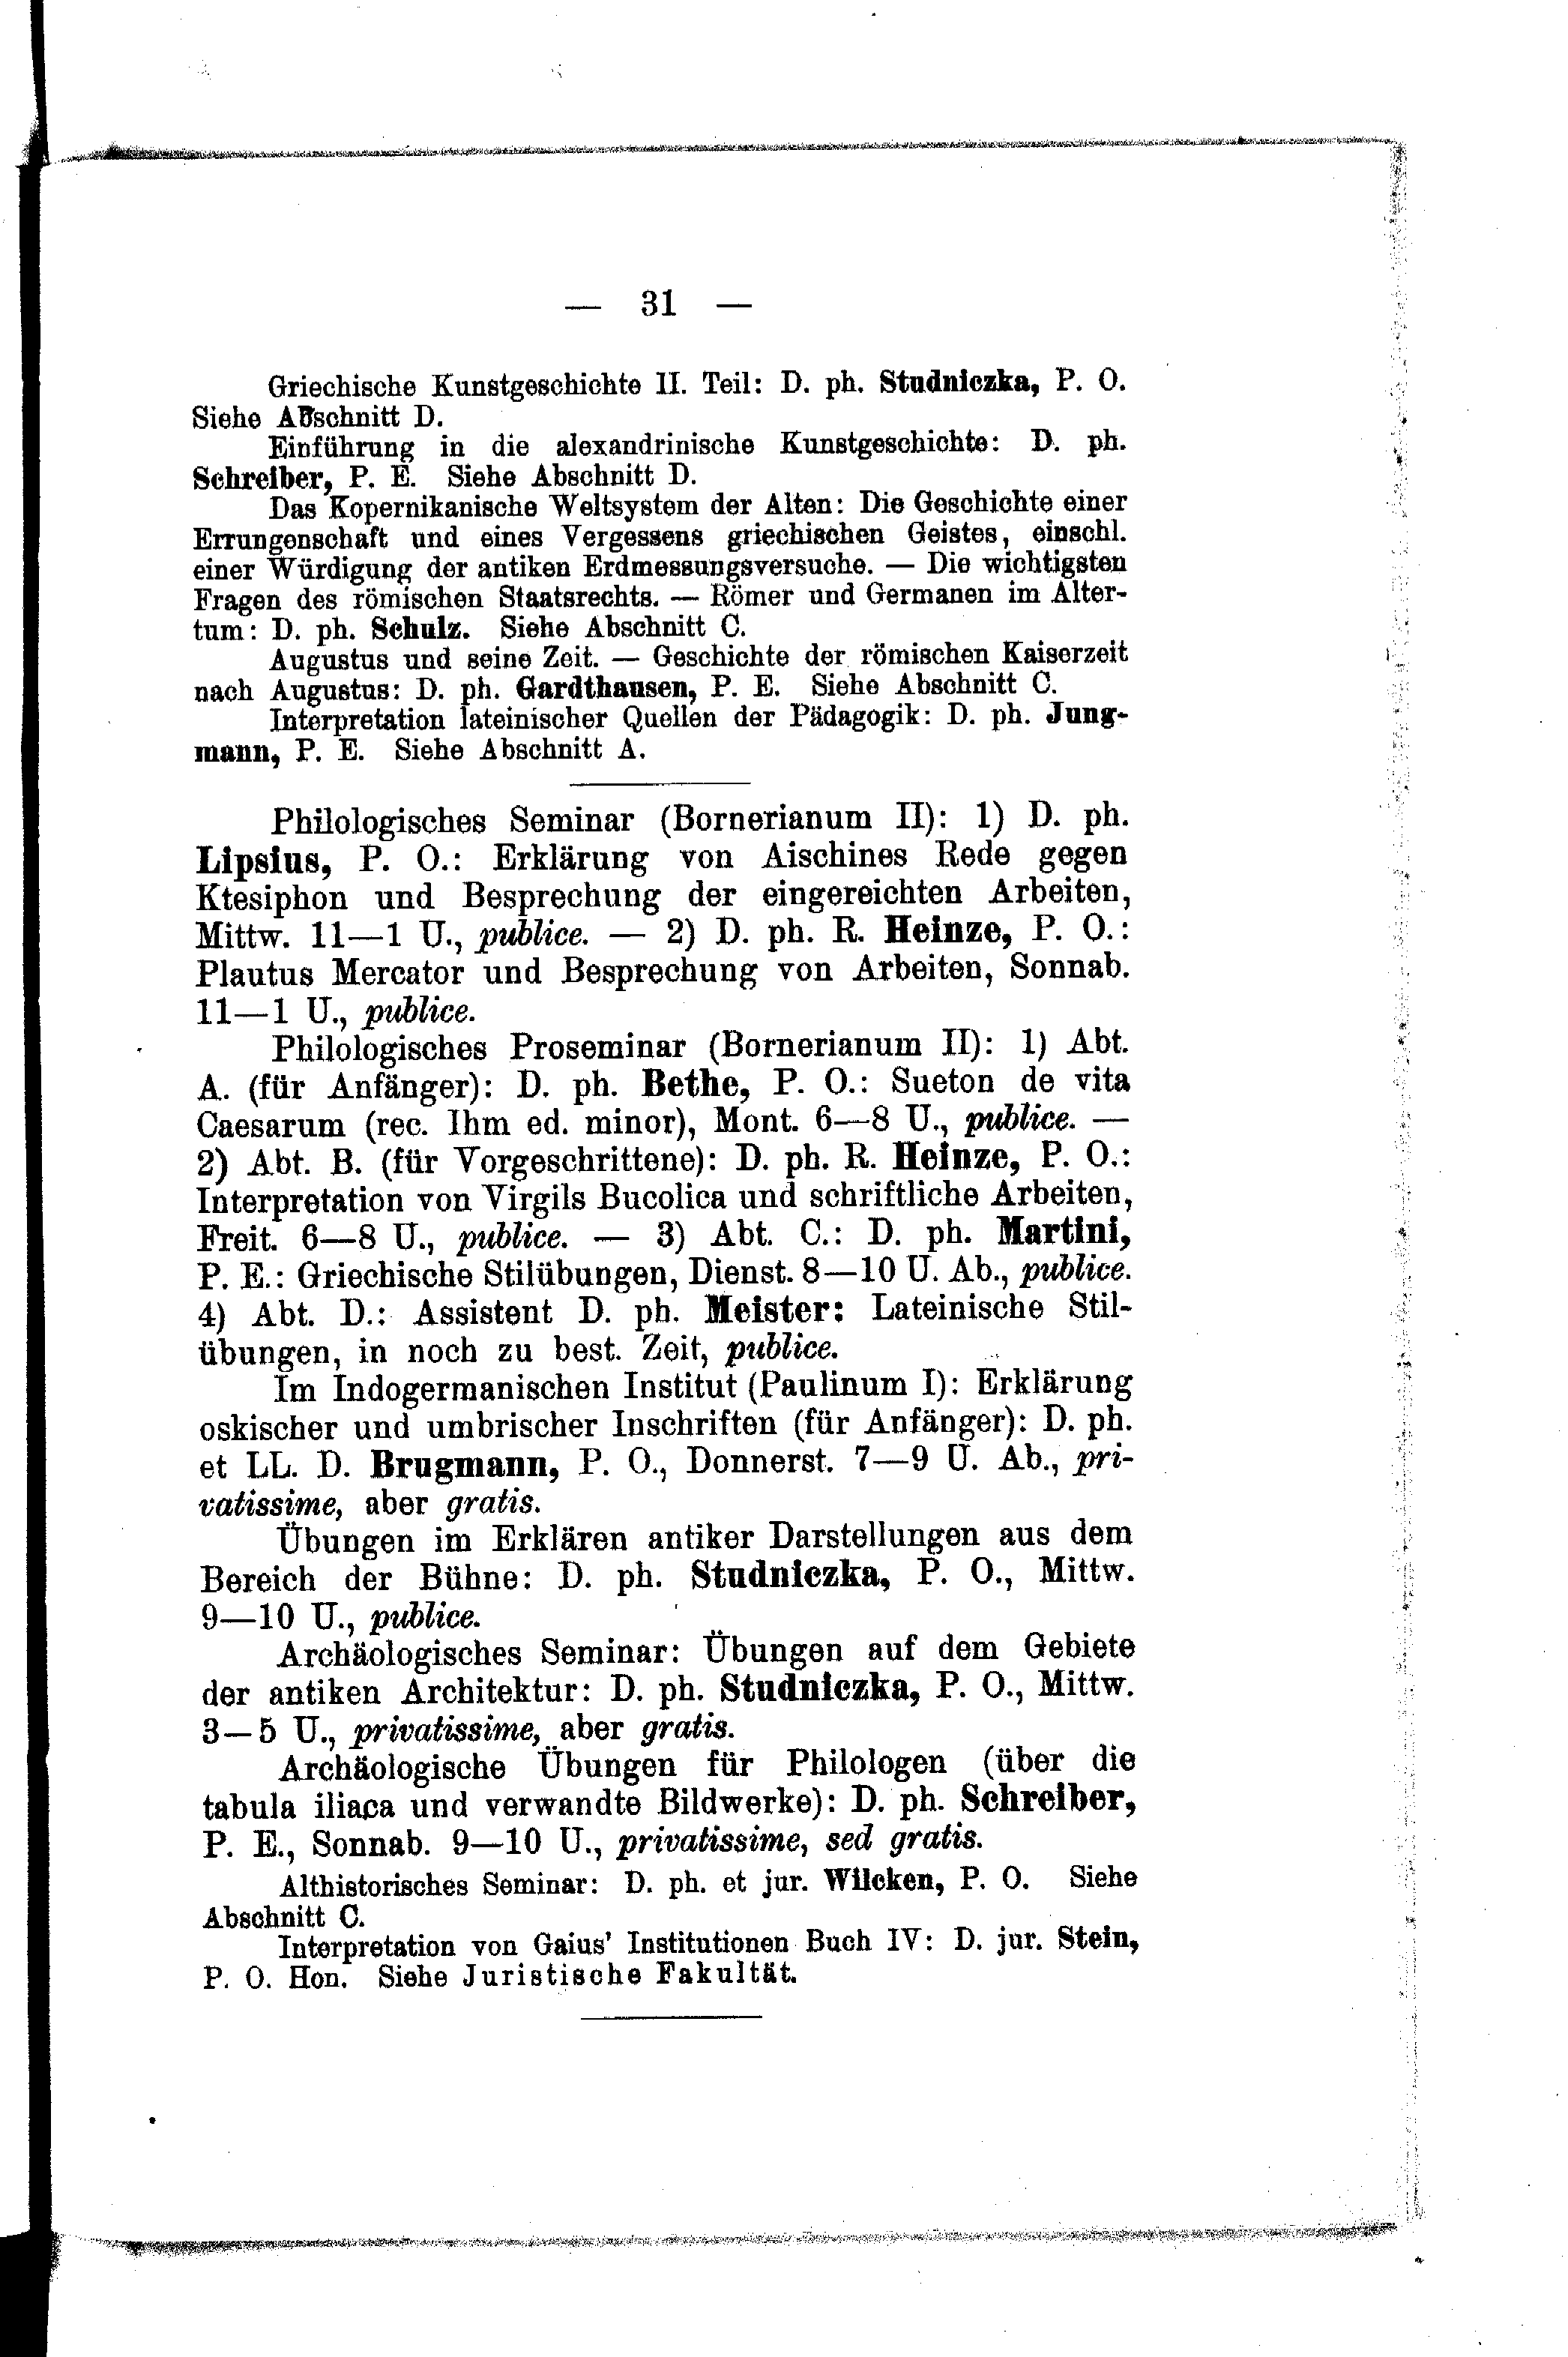 — 31 —
Griechische Kunstgeschichte II. Teil: D. ph. Studniczka, P. O.
Siehe Abschnitt D.
Einführung in die alexandrinische Kunstgeschichte: D. ph.
Schreiber, P. E. Siehe Abschnitt D.
Das Kopernikanische Weltsystem der Alten: Die Geschichte einer
Errungenschaft und eines Vergessens griechischen Geistes, einschl.
einer Würdigung der antiken Erdmessungsversuche. — Die wichtigsten
Fragen des römischen Staatsrechts. — Römer und Germanen im Alter-
tum: D. ph. Schulz. Siehe Abschnitt C.
Augustus und seine Zeit. — Geschichte der römischen Kaiserzeit
nach Augustus: D. ph. Gardthausen, P. E. Siehe Abschnitt C.
Interpretation lateinischer Quellen der Pädagogik: D. ph. Jung-
mann, P. E. Siehe Abschnitt A.
Philologisches Seminar (Bornerianum II): 1) D. ph.
Lipsius, P. O.: Erklärung von Aischines Rede gegen
Ktesiphon und Besprechung der eingereichten Arbeiten,
Mittw. 11—1 U., publice. — 2) D. ph. R. Heinze, P. O.:
Plautus Mercator und Besprechung von Arbeiten, Sonnab.
11—1 U., publice.
Philologisches Proseminar (Bornerianum II): 1) Abt.
A. (für Anfänger): D. ph. Bethe, P. O.: Sueton de vita
Caesarum (rec. Ihm ed. minor), Mont. 6—8 U., publice. —
2) Abt. B. (für Vorgeschrittene): D. ph. R. Heinze, P. O.:
Interpretation von Virgils Bucolica und schriftliche Arbeiten,
Freit. 6—8 U., publice. — 3) Abt. C.: D. ph. Martini,
P. E.: Griechische Stilübungen, Dienst. 8—10 U. Ab., publice.
4) Abt. D.: Assistent D. ph. Meister: Lateinische Stil-
übungen, in noch zu best. Zeit, publice.
Im Indogermanischen Institut (Paulinum I): Erklärung
oskischer und umbrischer Inschriften (für Anfänger): D. ph.
et LL. D. Brugmann, P. O., Donnerst. 7—9 U. Ab., pri-
vatissime, aber gratis.
Übungen im Erklären antiker Darstellungen aus dem
Bereich der Bühne: D. ph. Studniczka, P. O., Mittw.
9—10 U., publice.
Archäologisches Seminar: Übungen auf dem Gebiete
der antiken Architektur: D. ph. Studniczka, P. O., Mittw.
3—5 U., privatissime, aber gratis.
Archäologische Übungen für Philologen (über die
tabula iliaca und verwandte Bildwerke): D. ph. Schreiber,
P. E., Sonnab. 9—10 U., privatissime, sed gratis.
Althistorisches Seminar: D. ph. et jur. Wilcken, P. O. Siehe
Abschnitt C.
Interpretation von Gaius' Institutionen Buch IV: D. jur. Stein,
P. O. Hon. Siehe Juristische Fakultät.